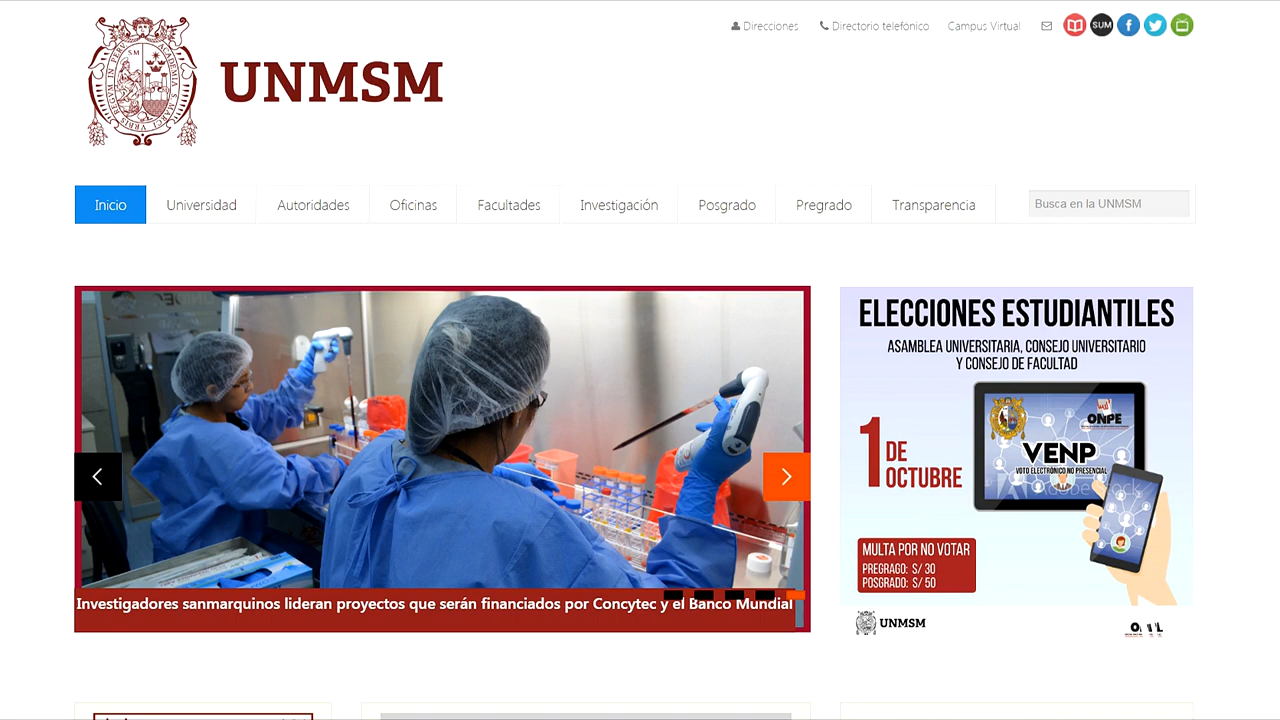 Direcciones
Directorio telefónico
Campus Virtual
SUM
UNMSM
Inicio
Universidad
Autoridades
Oficinas
Facultades
Investigación
Posgrado
Pregrado
Transparencia
Busca en la UNMSM
Investigadores sanmarquinos lideran proyectos que serán financiados por Concytec y el Banco Mundial
ELECCIONES ESTUDIANTILES
ASAMBLEA UNIVERSITARIA, CONSEJO UNIVERSITARIO
Y CONSEJO DE FACULTAD
1 DE
OCTUBRE
ONPE
VENP
VOTO ELECTRÓNICO NO PRESENCIAL
MULTA POR NO VOTAR
PREGRAGO: S/ 30
POSGRADO: S/ 50
UNMSM